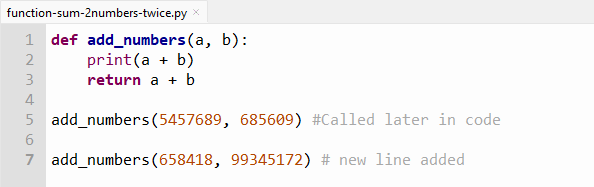 function-sum-2numbers-twice.py ×
1 def add_numbers(a, b):
2     print(a + b)
3     return a + b
4
5 add_numbers(5457689, 685609) #Called later in code
6
7 add_numbers(658418, 99345172) # new line added